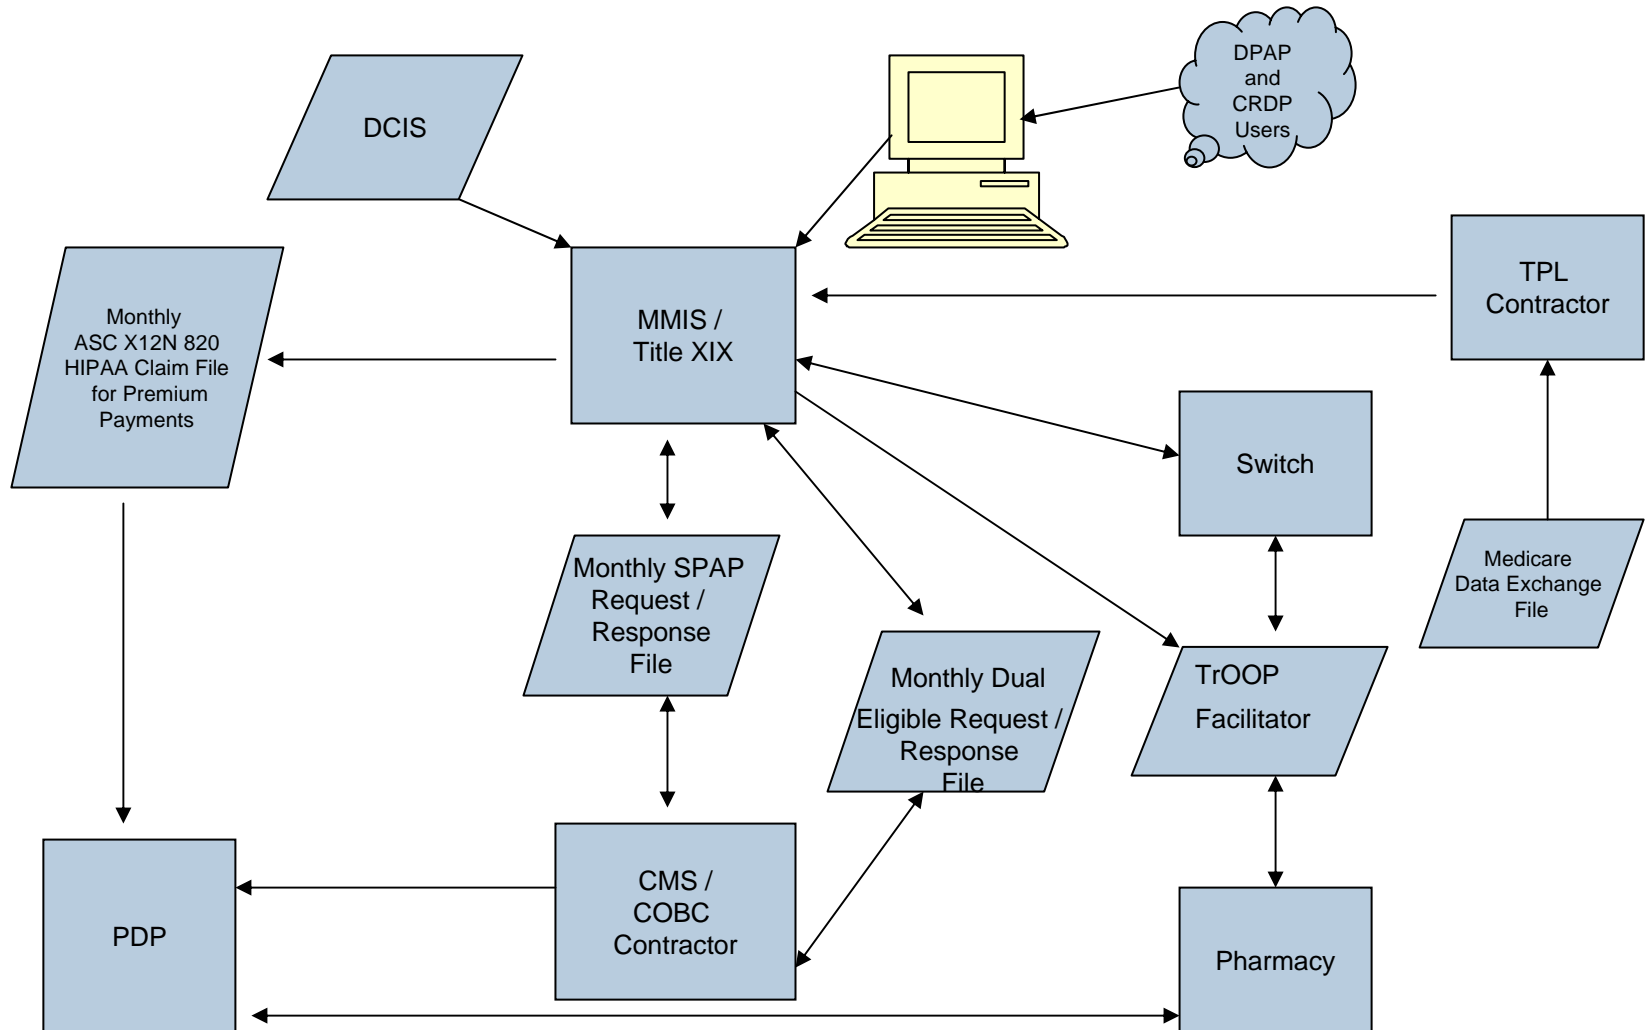 DPAP
and
CRDP
Users
DCIS
TPL
Contractor
MMIS /
Title XIX
Monthly
ASC X12N 820
HIPAA Claim File
for Premium
Payments
Switch
Medicare
Data Exchange
File
Monthly SPAP
Request /
Response
File
Monthly Dual
Eligible Request /
Response
File
TrOOP
Facilitator
CMS /
COBC
Contractor
PDP
Pharmacy